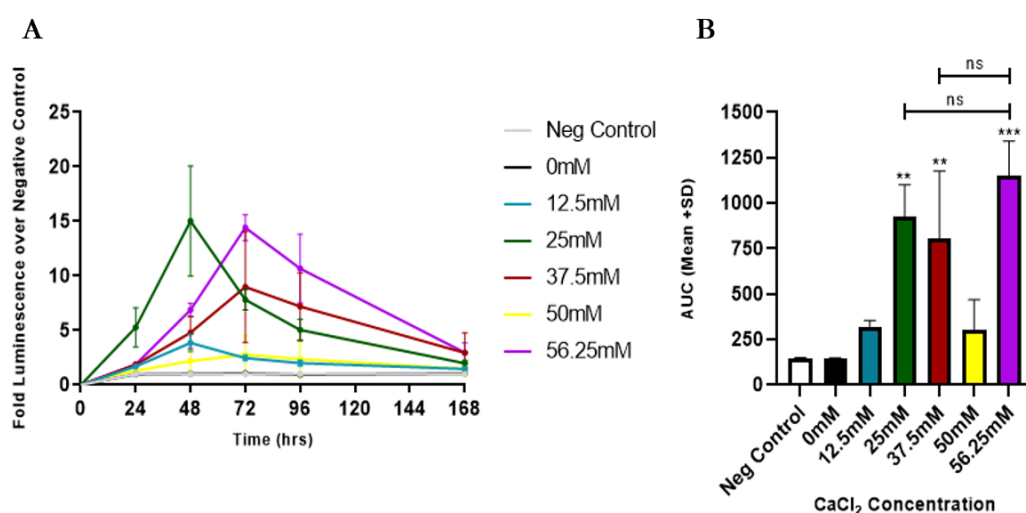 A
Fold Luminescence over Negative Control
25
20
15
10
5
0
0 24 48 72 96 120 144 168
Time (hrs)
Neg Control
0mM
12.5mM
25mM
37.5mM
50mM
56.25mM
B
ns
ns
AUC (Mean +SD)
1500
1250
1000
750
500
250
0
**
**
***
Neg Control
0mM
12.5mM
25mM
37.5mM
50mM
56.25mM
CaCl₂ Concentration